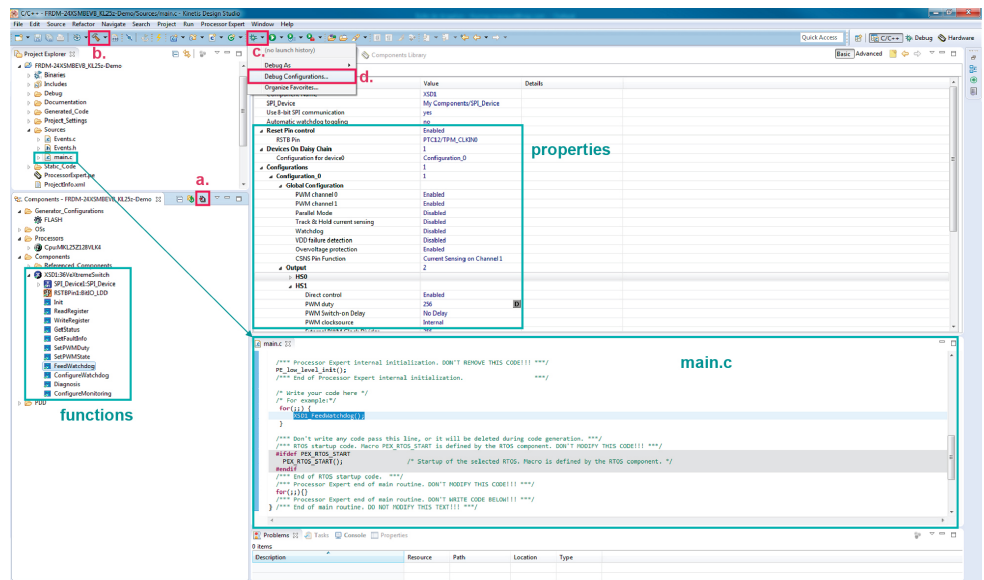 C/C++ - FRDM-24XSMBEVB_KL25z-Demo/Sources/main.c - Kinetis Design Studio
File Edit Source Refactor Navigate Search Project Run Processor Expert Window Help
Quick Access
C/C++
Debug
Hardware
b.
c.
(no launch history)
Debug As
Debug Configurations...
Organize Favorites...
d.
Project Explorer
FRDM-24XSMBEVB_KL25z-Demo
Binaries
Includes
Debug
Documentation
Generated_Code
Project_Settings
Sources
Events.c
Events.h
main.c
Static_Code
ProcessorExpert.pe
ProjectInfo.xml
a.
Components - FRDM-24XSMBEVB_KL25z-Demo
Generator_Configurations
FLASH
OSs
Processors
Cpu:MKL25Z128VLK4
Components
Referenced_Components
XSD1:36VeXtremeSwitch
SPI_Device1:SPI_Device
RSTBPin1:BitIO_LDD
Init
ReadRegister
WriteRegister
GetStatus
GetFaultInfo
SetPWMDuty
SetPWMState
FeedWatchdog
ConfigureWatchdog
Diagnosis
ConfigureMonitoring
PDD
functions
Components Library
Basic Advanced
Value Details
Component name XSD1
SPI_Device My Components/SPI_Device
Use 8-bit SPI communication yes
Automatic watchdog toggling no
Reset Pin control Enabled
RSTB Pin PTC12/TPM_CLKIN0
Devices On Daisy Chain 1
Configuration for device0 Configuration_0
Configurations 1
Configuration_0 1
Global Configuration
PWM channel 0 Enabled
PWM channel 1 Enabled
Parallel Mode Disabled
Track & Hold current sensing Disabled
Watchdog Disabled
VDD failure detection Disabled
Overvoltage protection Enabled
CSNS Pin Function Current Sensing on Channel 1
Output 2
HS0
HS1
Direct control Enabled
PWM duty 256
PWM Switch-on Delay No Delay
PWM clocksource Internal
properties
main.c
main.c
/*** Processor Expert internal initialization. DON'T REMOVE THIS CODE!!! ***/
PE_low_level_init();
/*** End of Processor Expert internal initialization. ***/
/* Write your code here */
/* For example:*/
for(;;) {
XSD1_FeedWatchdog();
}
/*** Don't write any code pass this line, or it will be deleted during code generation. ***/
/*** RTOS startup code. Macro PEX_RTOS_START is defined by the RTOS component. DON'T MODIFY THIS CODE!!! ***/
#ifdef PEX_RTOS_START
PEX_RTOS_START(); /* Startup of the selected RTOS. Macro is defined by the RTOS component. */
#endif
/*** End of RTOS startup code. ***/
/*** Processor Expert end of main routine. DON'T MODIFY THIS CODE!!! ***/
for(;;){}
/*** Processor Expert end of main routine. DON'T WRITE CODE BELOW!!! ***/
} /*** End of main routine. DO NOT MODIFY THIS TEXT!!! ***/
Problems Tasks Console Properties
0 items
Description Resource Path Location Type